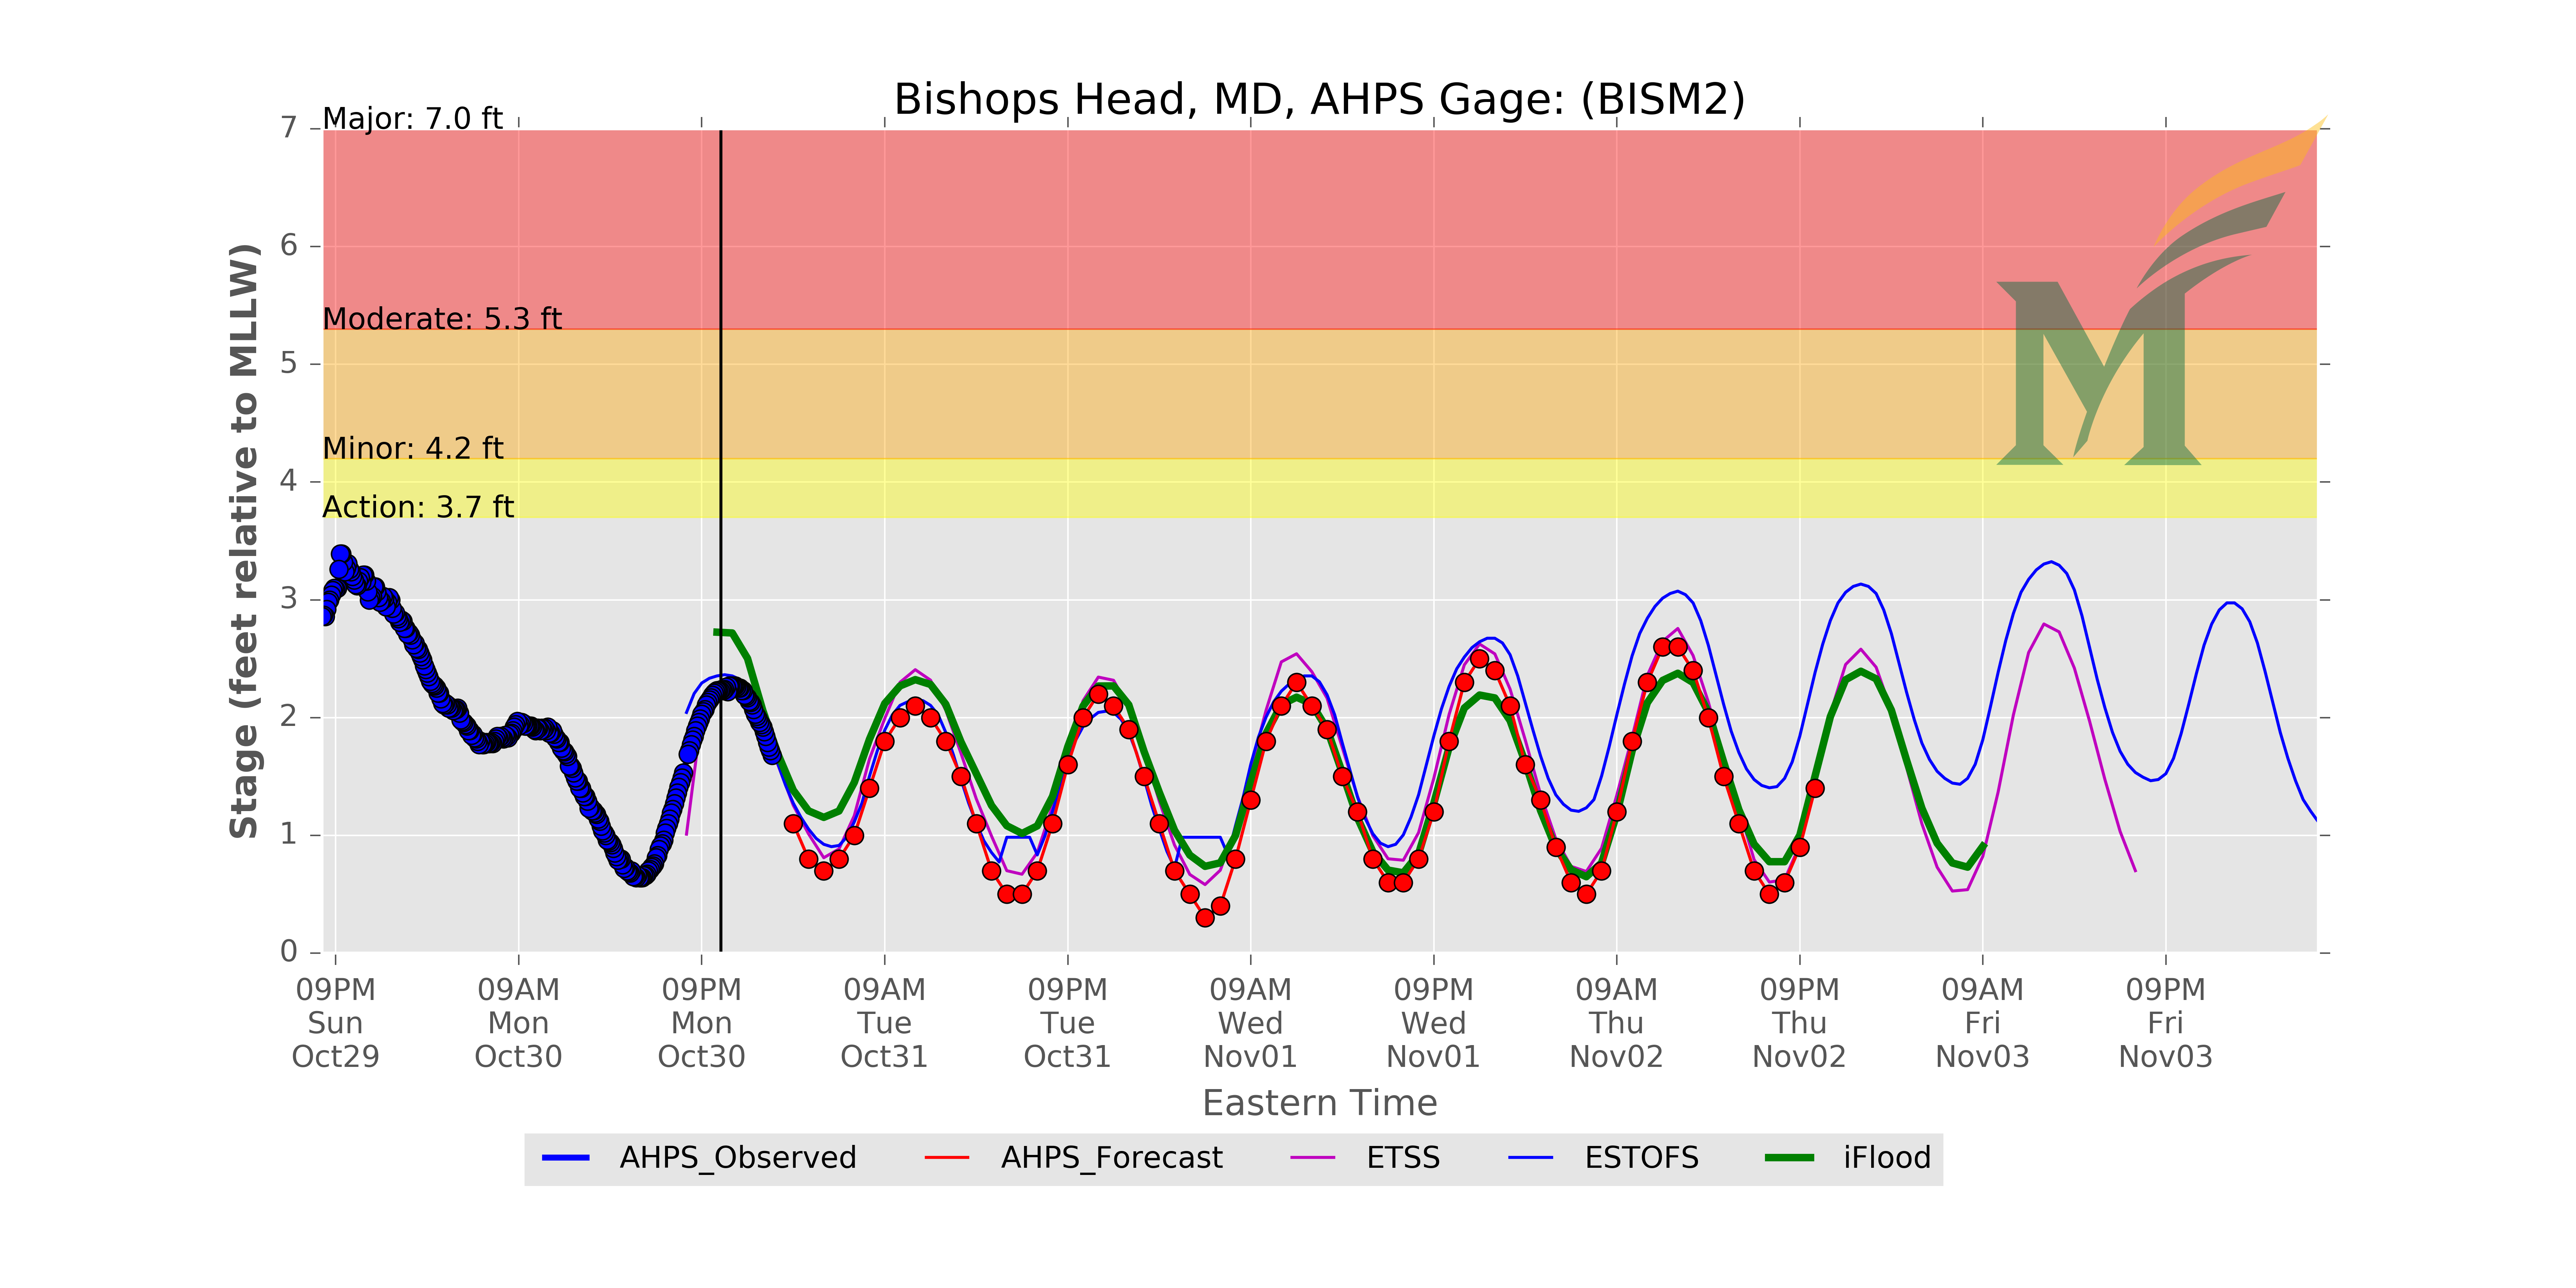 Bishops Head, MD, AHPS Gage: (BISM2)
Major: 7.0 ft
Moderate: 5.3 ft
Minor: 4.2 ft
Action: 3.7 ft
7
6
5
4
3
2
1
0
Stage (feet relative to MLLW)
09PM Sun Oct29
09AM Mon Oct30
09PM Mon Oct30
09AM Tue Oct31
09PM Tue Oct31
09AM Wed Nov01
09PM Wed Nov01
09AM Thu Nov02
09PM Thu Nov02
09AM Fri Nov03
09PM Fri Nov03
Eastern Time
AHPS_Observed
AHPS_Forecast
ETSS
ESTOFS
iFlood
M